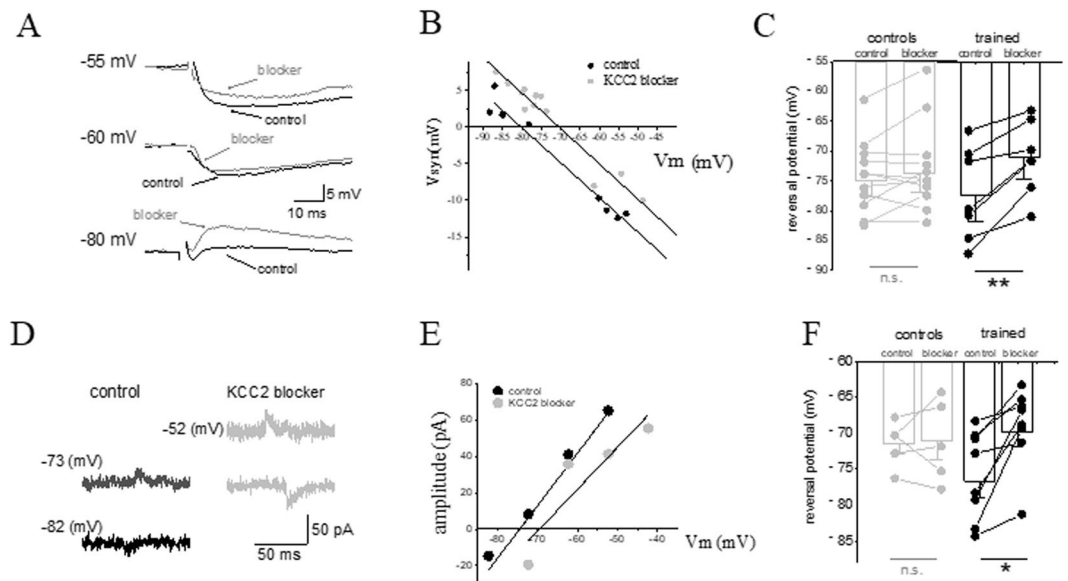 A
-55 mV
blocker
control
-60 mV
blocker
control
5 mV
10 ms
-80 mV
blocker
control
B
control
KCC2 blocker
5
0
-5
-10
-15
-90 -85 -80 -75 -70 -65 -60 -55 -50 -45
Vsyn(mV)
Vm (mV)
C
controls trained
control blocker control blocker
- 55
- 60
- 65
- 70
- 75
- 80
- 85
- 90
reversal potential (mV)
n.s. **
D
control KCC2 blocker
-52 (mV)
-73 (mV)
-82 (mV)
50 pA
50 ms
E
control
KCC2 blocker
80
60
40
20
0
-20
-80 -70 -60 -50 -40
amplitude (pA)
Vm (mV)
F
controls trained
control blocker control blocker
- 60
- 65
- 70
- 75
- 80
- 85
reversal potential (mV)
n.s. *